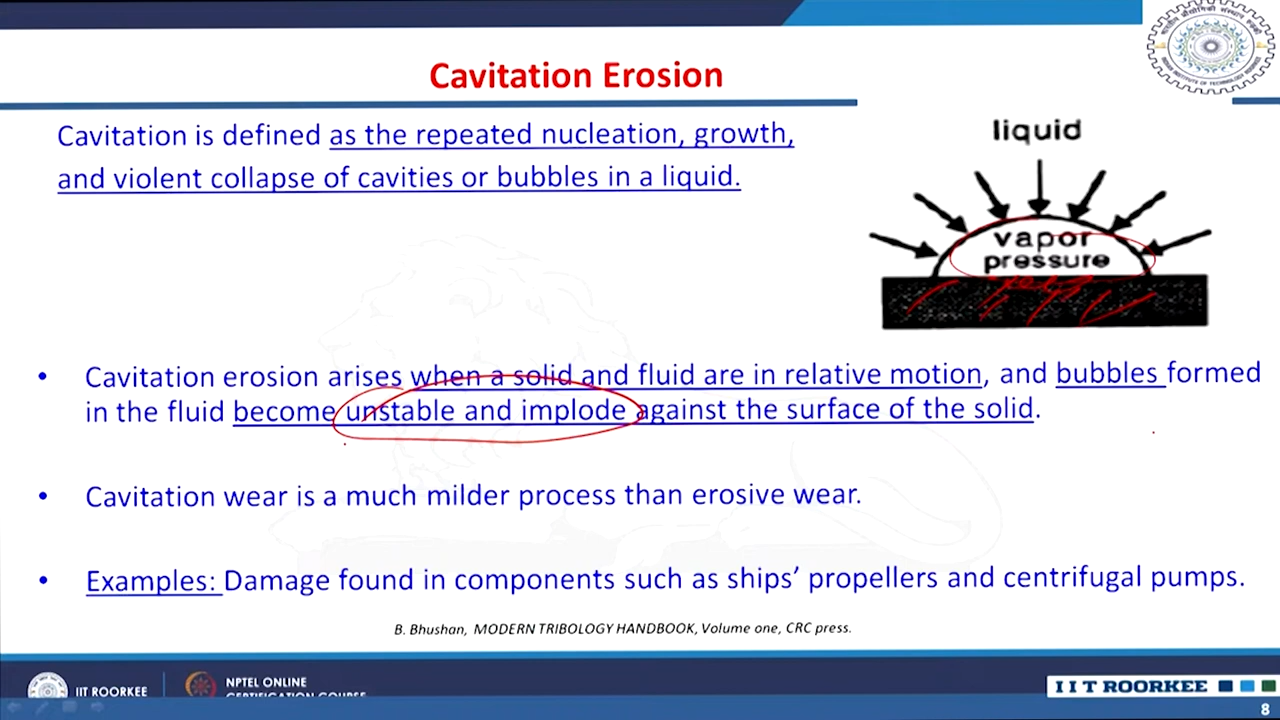 Cavitation Erosion
Cavitation is defined as the repeated nucleation, growth,
and violent collapse of cavities or bubbles in a liquid.
liquid
vapor
pressure
• Cavitation erosion arises when a solid and fluid are in relative motion, and bubbles formed
in the fluid become unstable and implode against the surface of the solid.
• Cavitation wear is a much milder process than erosive wear.
• Examples: Damage found in components such as ships' propellers and centrifugal pumps.
B. Bhushan, MODERN TRIBOLOGY HANDBOOK, Volume one, CRC press.
IIT ROORKEE
NPTEL ONLINE
CERTIFICATION COURSE
IIT ROORKEE
8